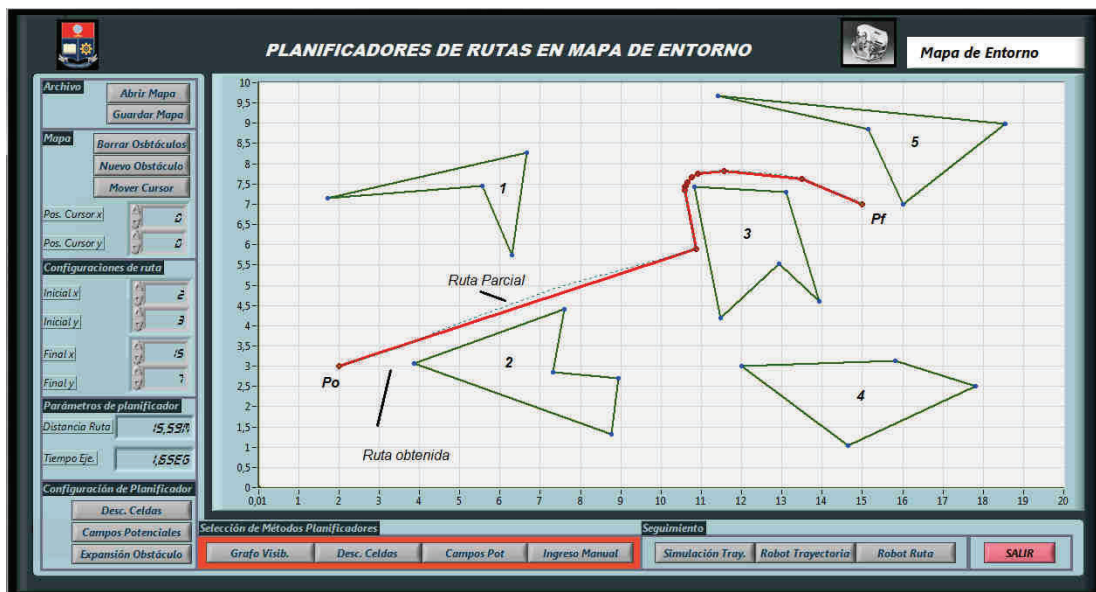 PLANIFICADORES DE RUTAS EN MAPA DE ENTORNO
Mapa de Entorno
Archivo
Abrir Mapa
Guardar Mapa
Mapa
Borrar Osbtáculos
Nuevo Obstáculo
Mover Cursor
Pos. Cursor x
0
Pos. Cursor y
0
Configuraciones de ruta
Inicial x
2
Inicial y
3
Final x
15
Final y
7
Parámetros de planificador
Distancia Ruta
15,59M
Tiempo Eje.
1,6SEG
Configuración de Planificador
Desc. Celdas
Campos Potenciales
Expansión Obstáculo
10
9,5
9
8,5
8
7,5
7
6,5
6
5,5
5
4,5
4
3,5
3
2,5
2
1,5
1
0,5
0
0,01 1 2 3 4 5 6 7 8 9 10 11 12 13 14 15 16 17 18 19 20
1
5
3
Pf
Ruta Parcial
2
Po
4
Ruta obtenida
Selección de Métodos Planificadores
Grafo Visib.
Desc. Celdas
Campos Pot
Ingreso Manual
Seguimiento
Simulación Tray.
Robot Trayectoria
Robot Ruta
SALIR